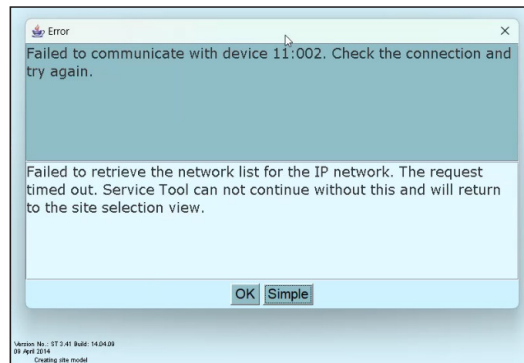 Error
Failed to communicate with device 11:002. Check the connection and
try again.
Failed to retrieve the network list for the IP network. The request
timed out. Service Tool can not continue without this and will return
to the site selection view.
OK Simple
Version No.: ST 3.41 Build: 14.04.09
09 April 2014
Creating site model